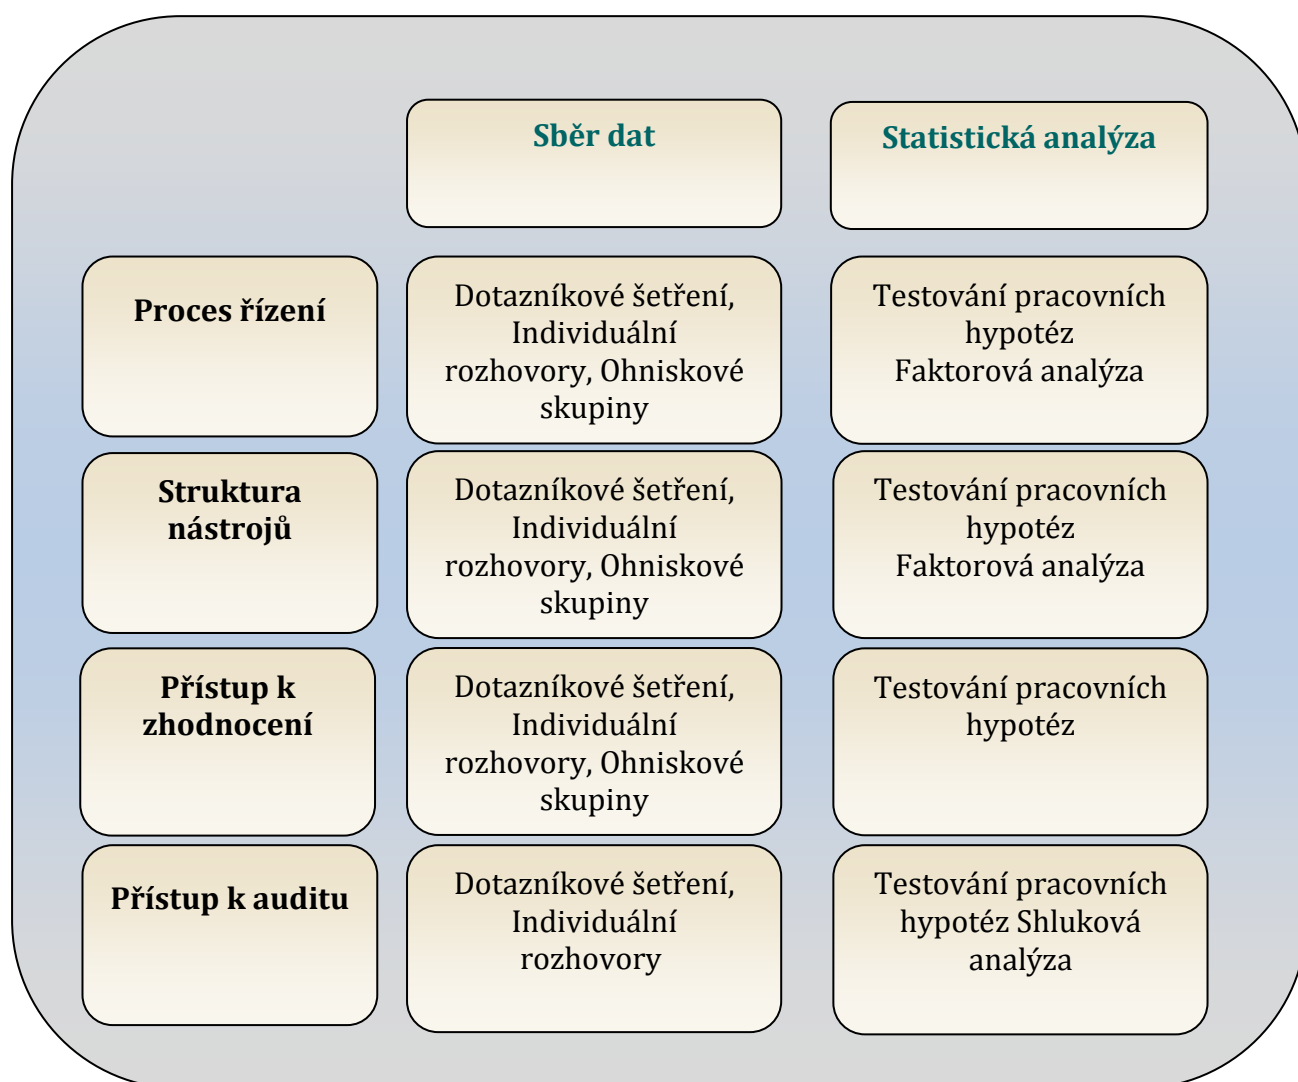 Sběr dat
Statistická analýza
Proces řízení
Dotazníkové šetření,
Individuální
rozhovory, Ohniskové
skupiny
Testování pracovních
hypotéz
Faktorová analýza
Struktura
nástrojů
Dotazníkové šetření,
Individuální
rozhovory, Ohniskové
skupiny
Testování pracovních
hypotéz
Faktorová analýza
Přístup k
zhodnocení
Dotazníkové šetření,
Individuální
rozhovory, Ohniskové
skupiny
Testování pracovních
hypotéz
Přístup k auditu
Dotazníkové šetření,
Individuální
rozhovory
Testování pracovních
hypotéz Shluková
analýza